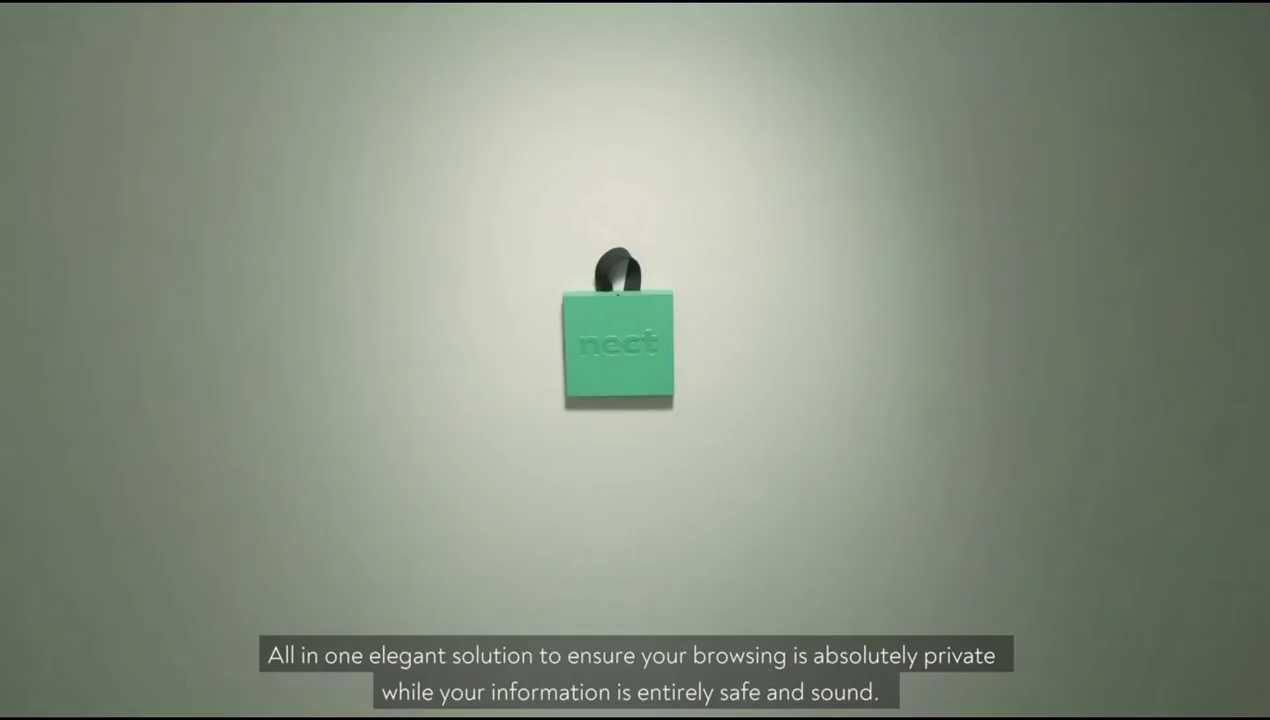 nect
All in one elegant solution to ensure your browsing is absolutely private
while your information is entirely safe and sound.